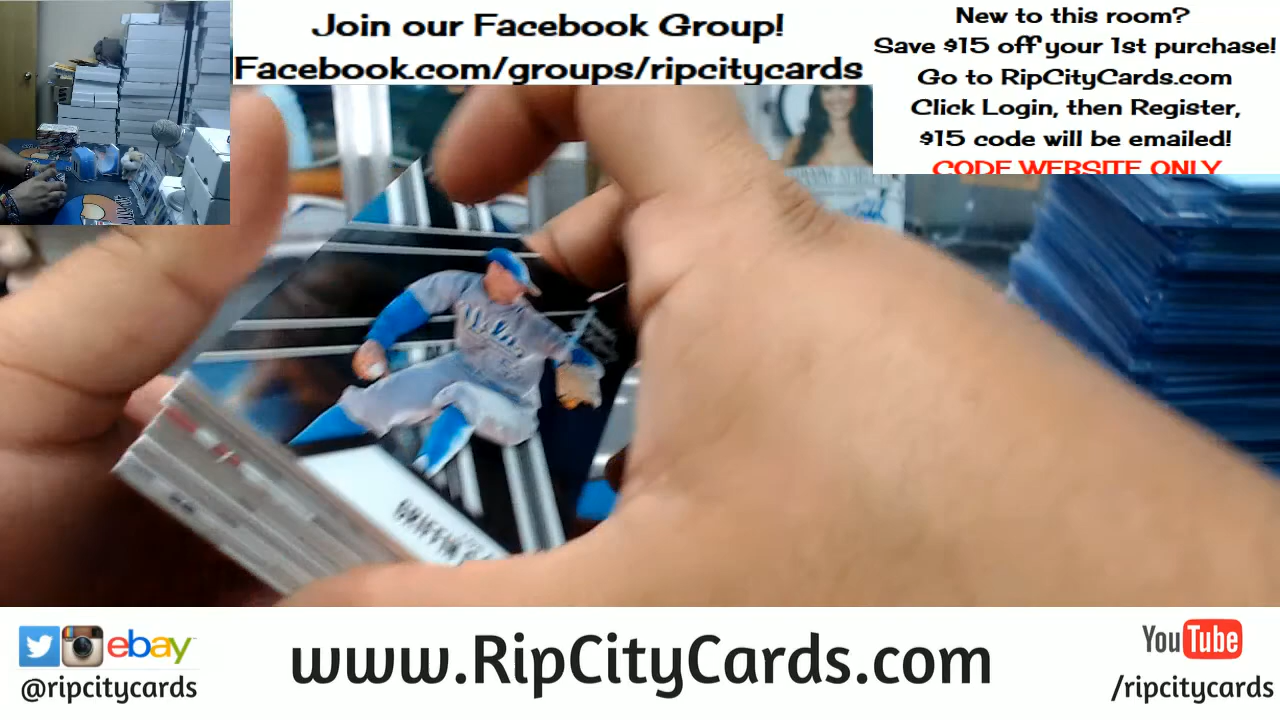 Join our Facebook Group!
Facebook.com/groups/ripcitycards
New to this room?
Save $15 off your 1st purchase!
Go to RipCityCards.com
Click Login, then Register,
$15 code will be emailed!
CODE WEBSITE ONLY
GRIFFIN
ebay
@ripcitycards
www.RipCityCards.com
YouTube
/ripcitycards